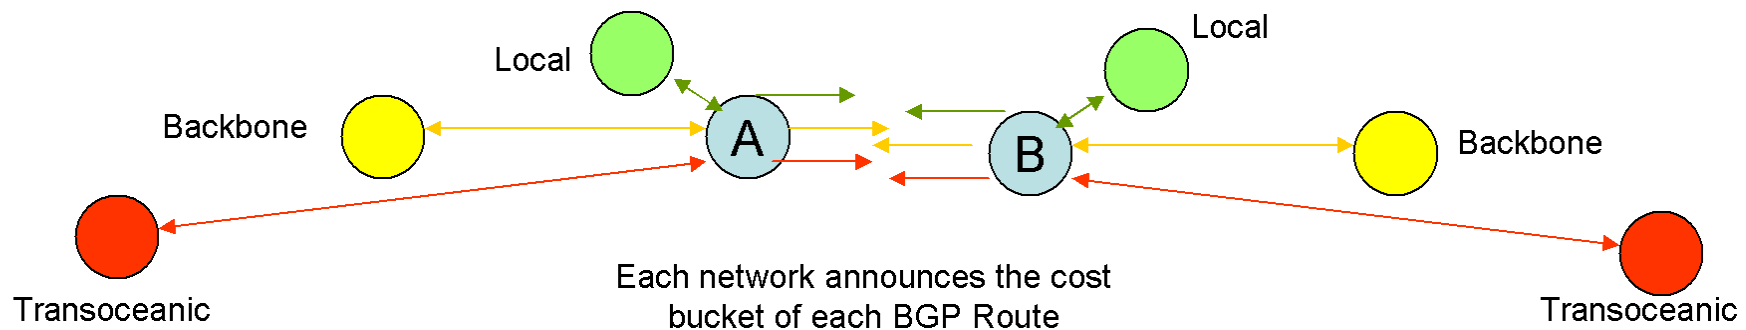 Local
Local
Backbone
A
B
Backbone
Transoceanic
Each network announces the cost
bucket of each BGP Route
Transoceanic